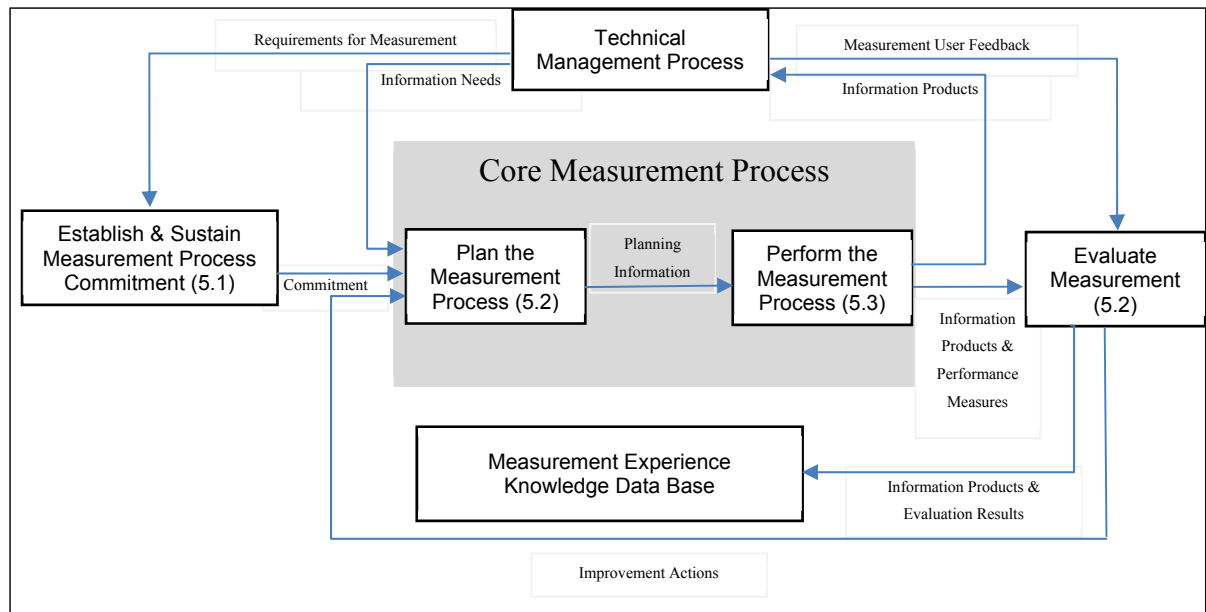 Requirements for Measurement
Technical
Management Process
Measurement User Feedback
Information Needs
Information Products
Core Measurement Process
Establish & Sustain
Measurement Process
Commitment (5.1)
Commitment
Plan the
Measurement
Process (5.2)
Planning
Information
Perform the
Measurement
Process (5.3)
Evaluate
Measurement
(5.2)
Information
Products &
Performance
Measures
Measurement Experience
Knowledge Data Base
Information Products &
Evaluation Results
Improvement Actions